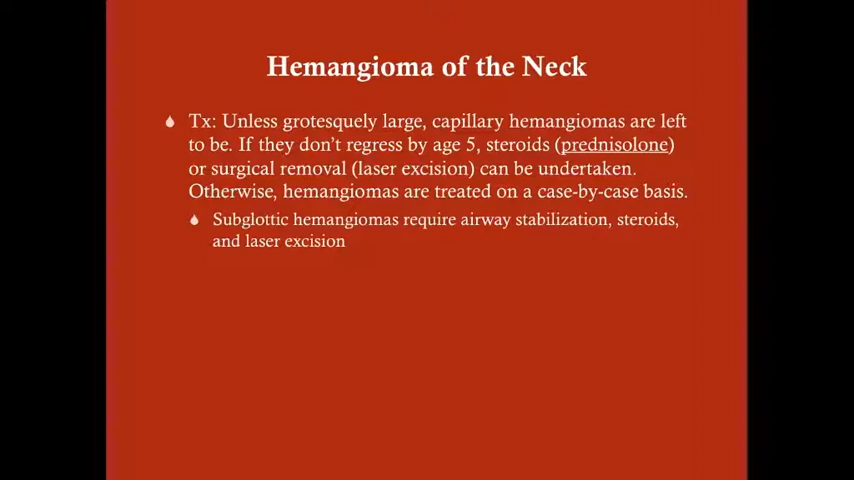 Hemangioma of the Neck
Tx: Unless grotesquely large, capillary hemangiomas are left
to be. If they don’t regress by age 5, steroids (prednisolone)
or surgical removal (laser excision) can be undertaken.
Otherwise, hemangiomas are treated on a case-by-case basis.
Subglottic hemangiomas require airway stabilization, steroids,
and laser excision